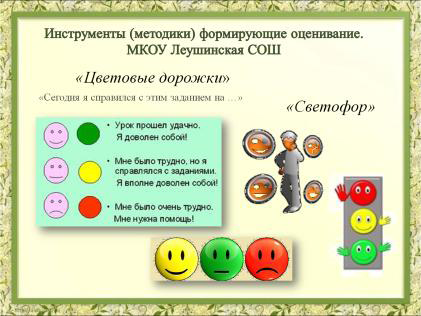 Инструменты (методики) формирующие оценивание.
МКОУ Леушинская СОШ
«Цветовые дорожки»
«Сегодня я справился с этим заданием на …»
«Светофор»
• Урок прошел удачно.
Я доволен собой!
• Мне было трудно, но я
справлялся с заданиями.
Я вполне доволен собой!
• Мне было очень трудно.
Мне нужна помощь!